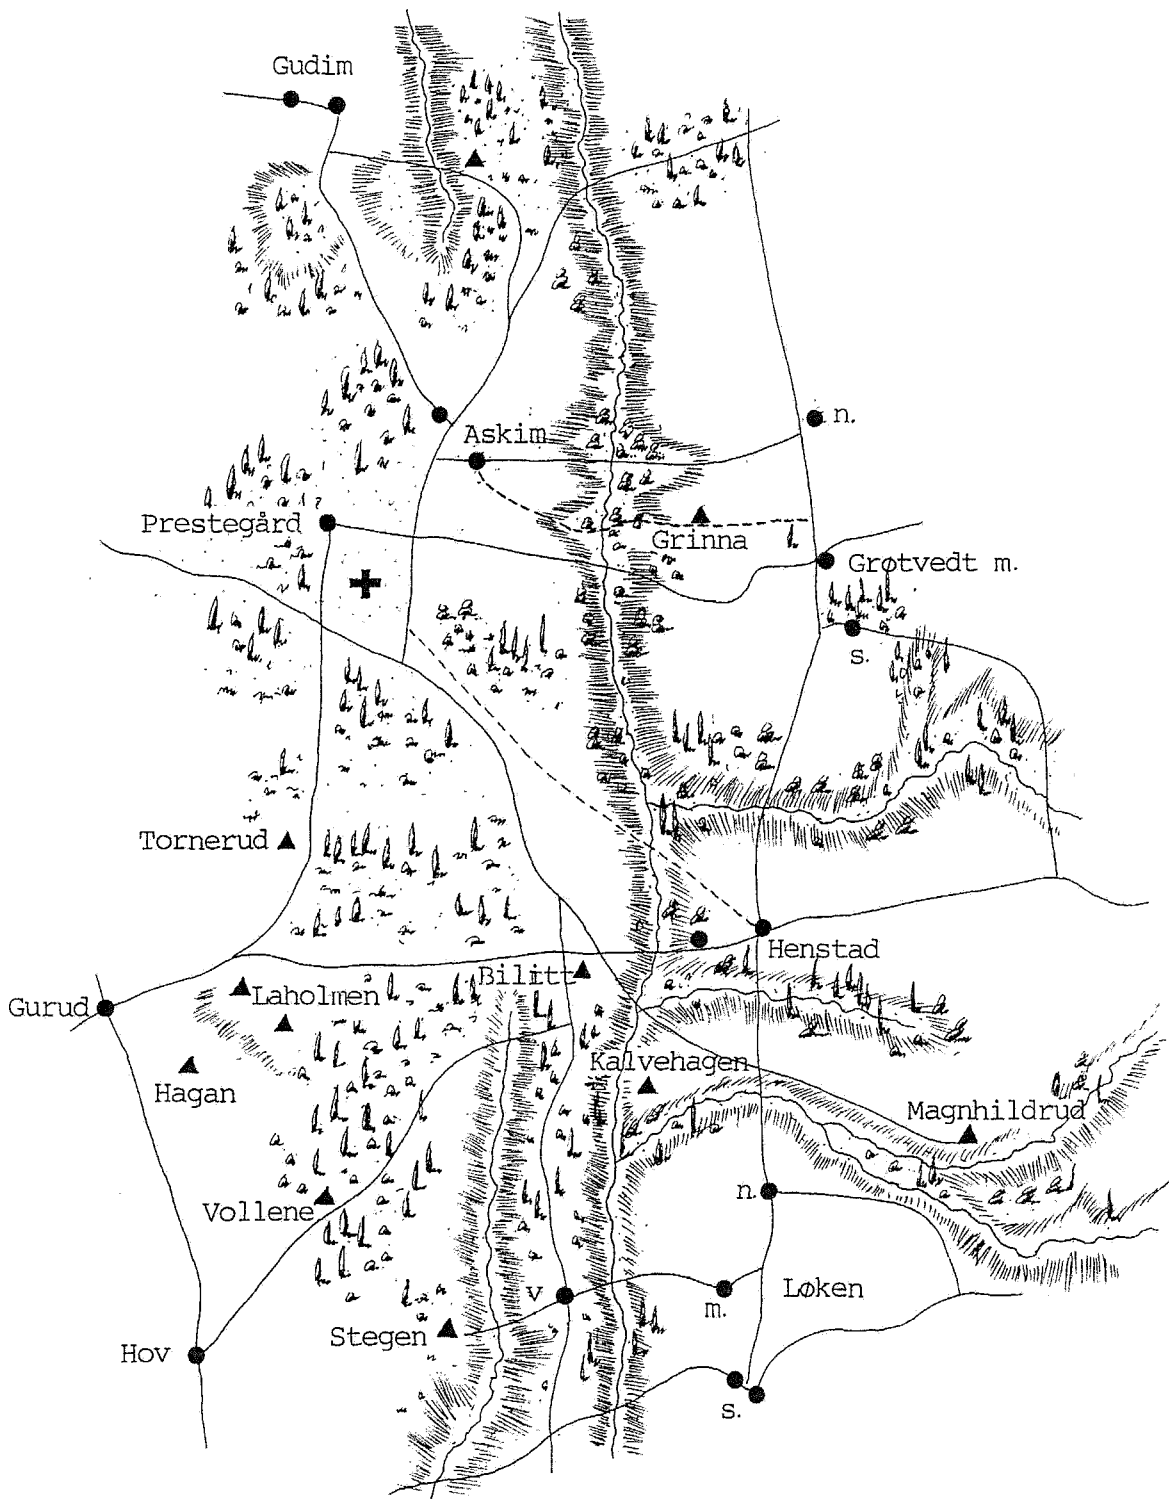 Gudim
n.
Askim
Prestegård
Grinna
Grøtvedt m.
s.
Tornerud
Henstad
Bilitt
Laholmen
Gurud
Kalvehagen
Hagan
Magnhildrud
n.
Vollene
v
Løken
m.
Stegen
Hov
s.